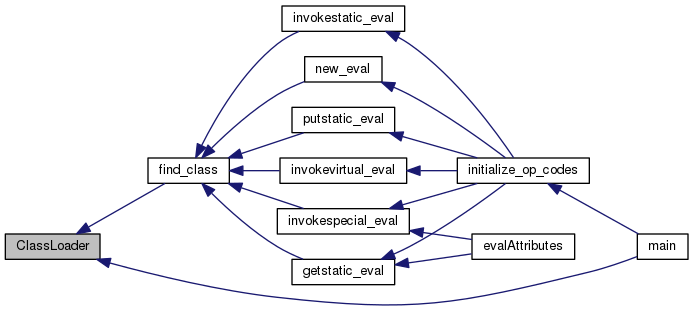 invokestatic_eval
new_eval
putstatic_eval
find_class
invokevirtual_eval
initialize_op_codes
invokespecial_eval
ClassLoader
evalAttributes
main
getstatic_eval